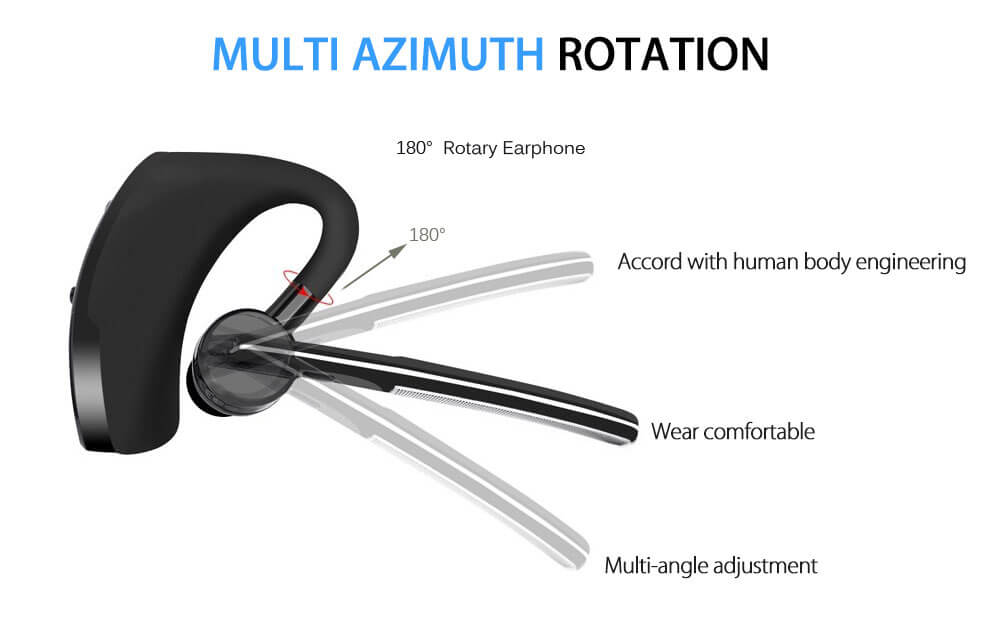 MULTI AZIMUTH ROTATION
180° Rotary Earphone
180°
Accord with human body engineering
Wear comfortable
Multi-angle adjustment